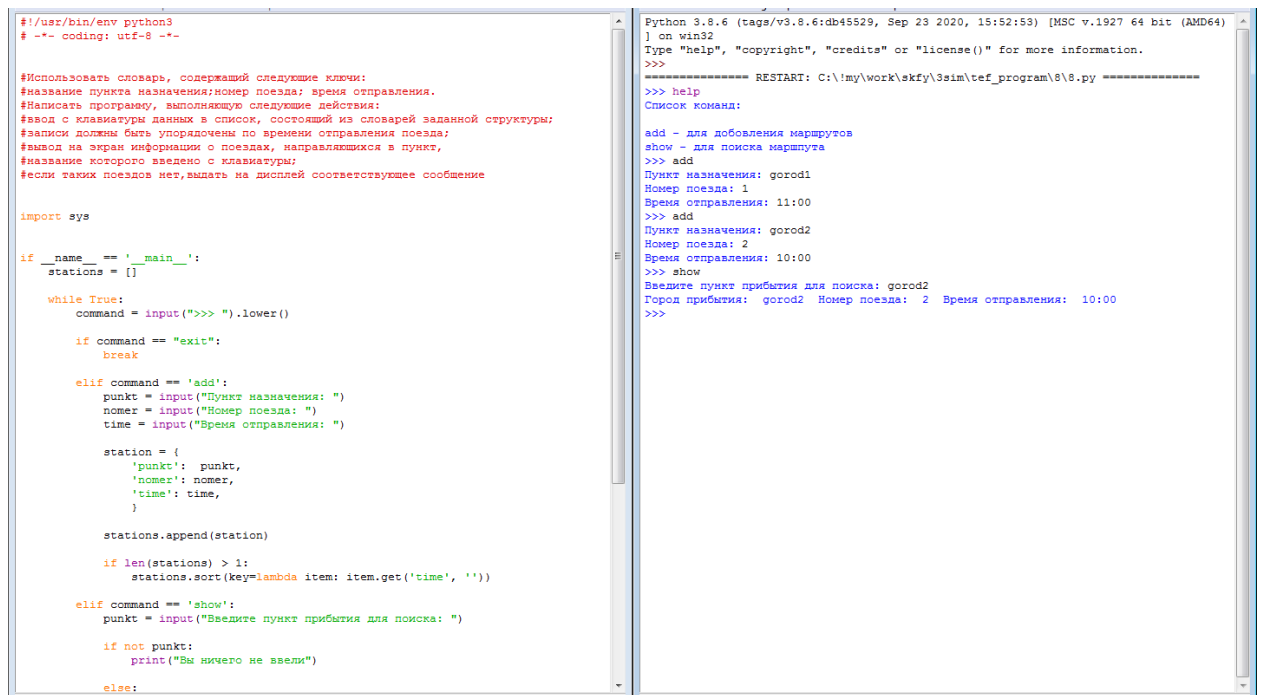 #!/usr/bin/env python3
# -*- coding: utf-8 -*-
#Использовать словарь, содержащий следующие ключи:
#название пункта назначения;номер поезда; время отправления.
#Написать программу, выполняющую следующие действия:
#ввод с клавиатуры данных в список, состоящий из словарей заданной структуры;
#записи должны быть упорядочены по времени отправления поезда;
#вывод на экран информации о поездах, направляющихся в пункт,
#название которого введено с клавиатуры;
#если таких поездов нет,выдать на дисплей соответствующее сообщение
import sys
if __name__ == '__main__':
    stations = []
    while True:
        command = input(">>> ").lower()
        if command == "exit":
            break
        elif command == 'add':
            punkt = input("Пункт назначения: ")
            nomer = input("Номер поезда: ")
            time = input("Время отправления: ")
            station = {
                'punkt':  punkt,
                'nomer': nomer,
                'time': time,
                }
            stations.append(station)
            if len(stations) > 1:
                stations.sort(key=lambda item: item.get('time', ''))
        elif command == 'show':
            punkt = input("Введите пункт прибытия для поиска: ")
            if not punkt:
                print("Вы ничего не ввели")
            else:
Python 3.8.6 (tags/v3.8.6:db45529, Sep 23 2020, 15:52:53) [MSC v.1927 64 bit (AMD64)
] on win32
Type "help", "copyright", "credits" or "license()" for more information.
>>>
=============== RESTART: C:\!my\work\skfy\3sim\tef_program\8\8.py ==============
>>> help
Список команд:
add - для добовления маршрутов
show - для поиска маршпута
>>> add
Пункт назначения: gorod1
Номер поезда: 1
Время отправления: 11:00
>>> add
Пункт назначения: gorod2
Номер поезда: 2
Время отправления: 10:00
>>> show
Введите пункт прибытия для поиска: gorod2
Город прибытия:  gorod2  Номер поезда:  2  Время отправления:  10:00
>>>